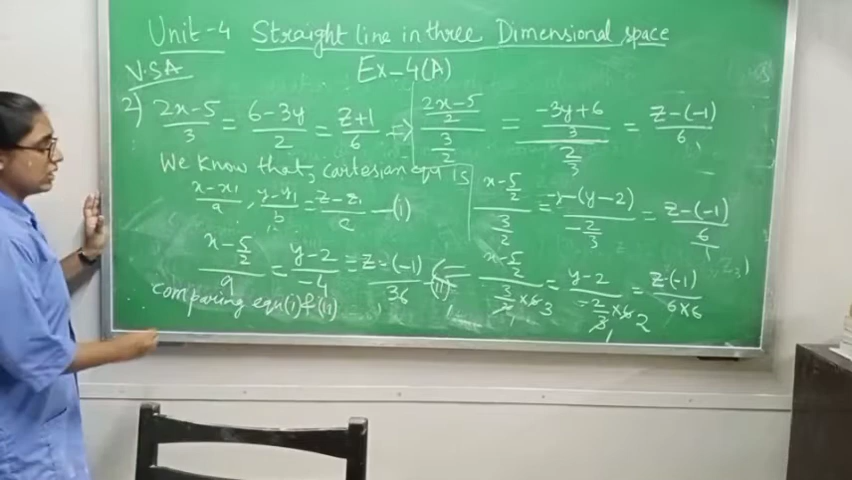 Unit-4 Straight line in three Dimensional space
V.S.A
Ex-4(A)
2) (2x-5)/3 = (6-3y)/2 = (z+1)/6 => ((2x-5)/2)/(3/2) = ((-3y+6)/3)/(2/3) = (z-(-1))/6
We know that, cartesian equ is
(x-x1)/a, (y-y1)/b = (z-z1)/c -(i)
(x-5/2)/(3/2) = (-(y-2))/(-2/3) = (z-(-1))/(6/1)
(x-5/2)/9 = (y-2)/-4 = (z-(-1))/36 -(ii) <= (x-5/2)/(3/2×6 3) = (y-2)/(-2/3×6 2) = (z-(-1))/(6×6)
comparing equ(i)&(ii)